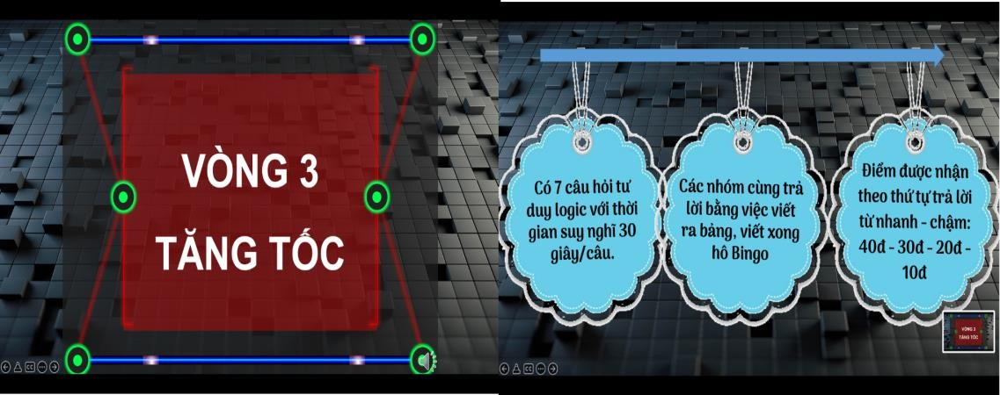 VÒNG 3
TĂNG TỐC
Có 7 câu hỏi tư
duy logic với thời
gian suy nghĩ 30
giây/câu.
Các nhóm cùng trả
lời bằng việc viết
ra bảng, viết xong
hô Bingo
Điểm được nhận
theo thứ tự trả lời
từ nhanh - chậm:
40đ - 30đ - 20đ -
10đ
VÒNG 3
TĂNG TỐC